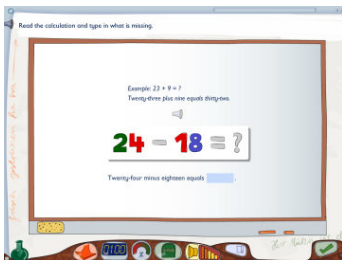 Read the calculation and type in what is missing.
Example: 23 + 9 = ?
Twenty-three plus nine equals thirty-two.
24 - 18 = ?
Twenty-four minus eighteen equals .